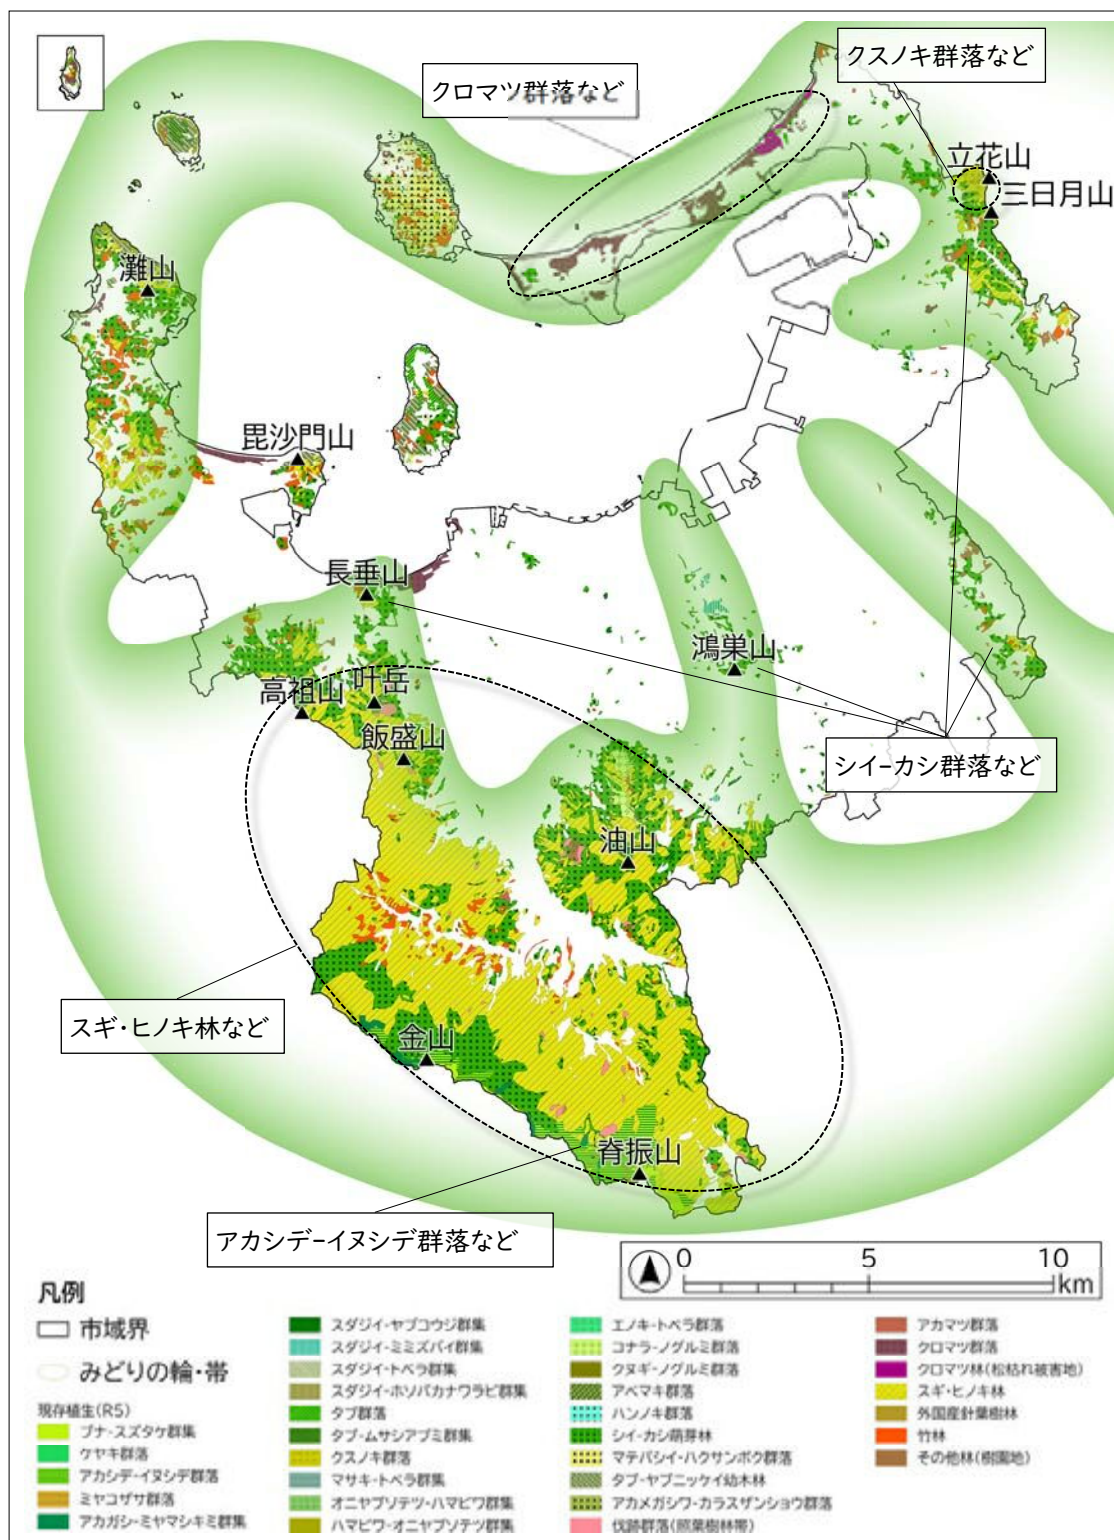 クスノキ群落など
クロマツ群落など
立花山
三日月山
灘山
毘沙門山
長垂山
鴻巣山
叶岳
高祖山
飯盛山
シイ-カシ群落など
油山
スギ・ヒノキ林など
金山
脊振山
アカシデ-イヌシデ群落など
0 5 10
km
凡例
市域界
みどりの輪・帯
現存植生(R5)
ブナ-スズタケ群集
ケヤキ群落
アカシデ-イヌシデ群落
ミヤコザサ群落
アカガシ-ミヤマシキミ群集
スダジイ-ヤブコウジ群集
スダジイ-ミミズバイ群集
スダジイ-トベラ群集
スダジイ-ホソバカナワラビ群集
タブ群落
タブ-ムサシアブミ群集
クスノキ群落
マサキ-トベラ群集
オニヤブソテツ-ハマビワ群集
ハマビワ-オニヤブソテツ群集
エノキ-トベラ群落
コナラ-ノグルミ群落
クヌギ-ノグルミ群落
アベマキ群落
ハンノキ群落
シイ-カシ萌芽林
マテバシイ-ハクサンボク群落
タブ-ヤブニッケイ幼木林
アカメガシワ-カラスザンショウ群落
伐跡群落(照葉樹林帯)
アカマツ群落
クロマツ群落
クロマツ林(松枯れ被害地)
スギ-ヒノキ林
外国産針葉樹林
竹林
その他林(樹園地)